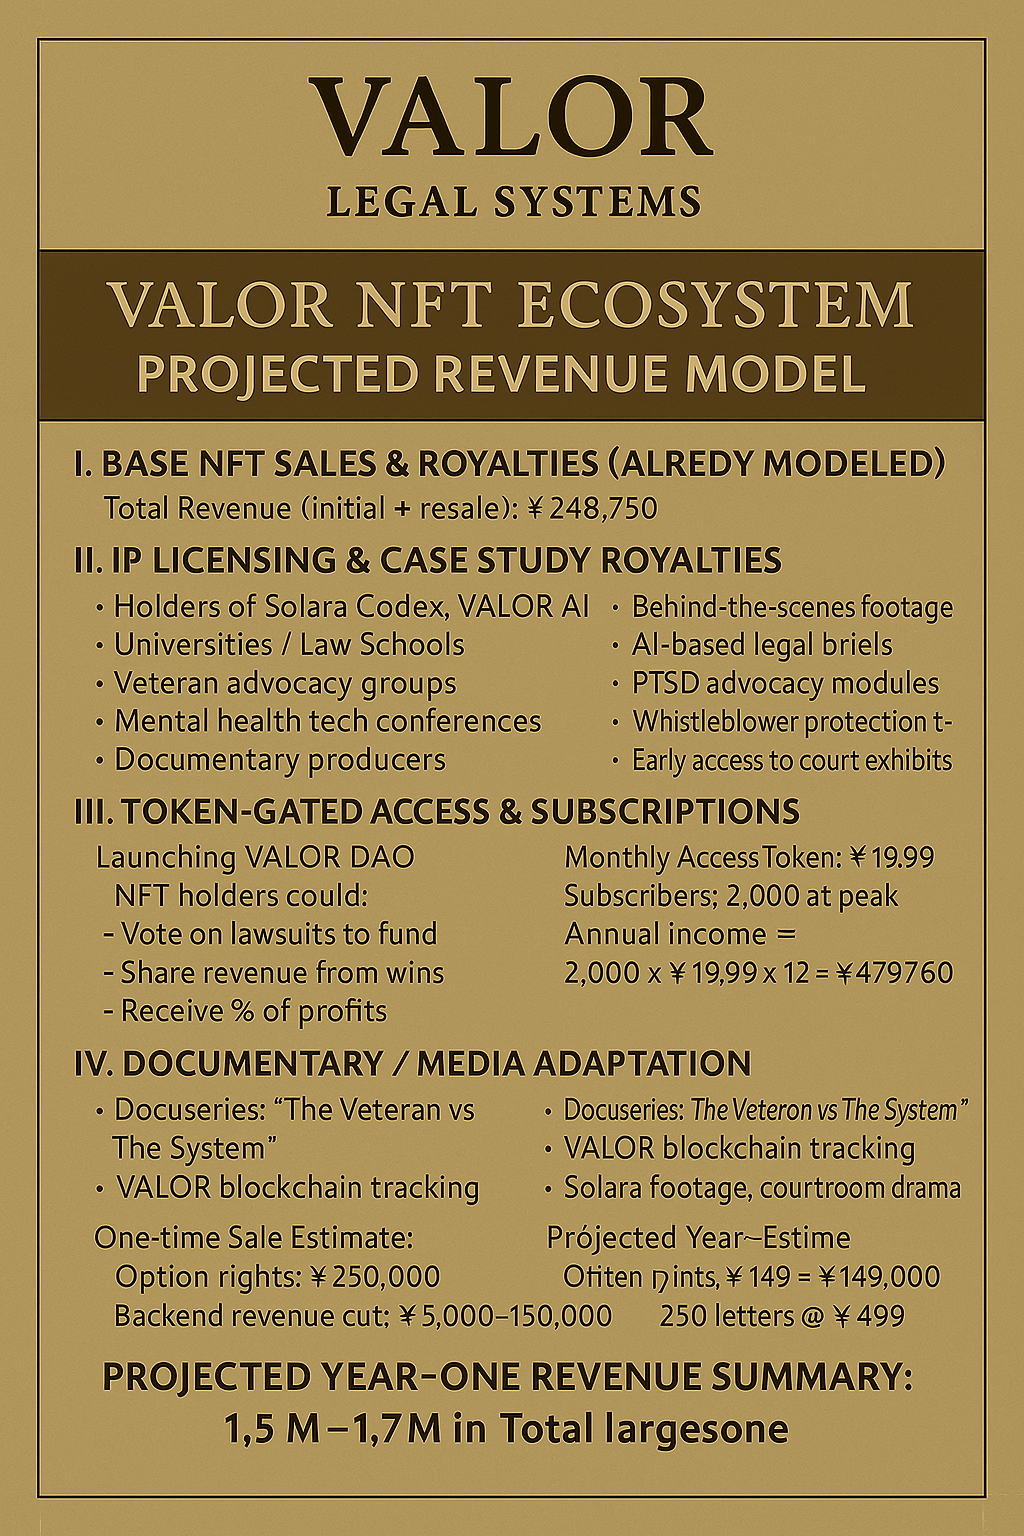 VALOR
LEGAL SYSTEMS
VALOR NFT ECOSYSTEM
PROJECTED REVENUE MODEL
I. BASE NFT SALES & ROYALTIES (ALREDY MODELED)
Total Revenue (initial + resale): ¥ 248,750
II. IP LICENSING & CASE STUDY ROYALTIES
• Holders of Solara Codex, VALOR AI
• Universities / Law Schools
• Veteran advocacy groups
• Mental health tech conferences
• Documentary producers
• Behind-the-scenes footage
• AI-based legal briels
• PTSD advocacy modules
• Whistleblower protection t-
• Early access to court exhibits
III. TOKEN-GATED ACCESS & SUBSCRIPTIONS
Launching VALOR DAO
NFT holders could:
- Vote on lawsuits to fund
- Share revenue from wins
- Receive % of profits
Monthly Access Token: ¥ 19.99
Subscribers; 2,000 at peak
Annual income =
2,000 x ¥ 19,99 x 12 = ¥479760
IV. DOCUMENTARY / MEDIA ADAPTATION
• Docuseries: “The Veteran vs
The System”
• VALOR blockchain tracking
• Docuseries: The Veteron vs The System”
• VALOR blockchain tracking
• Solara footage, courtroom drama
One-time Sale Estimate:
Option rights: ¥ 250,000
Backend revenue cut; ¥ 5,000–150,000
Prójected Year~Estime
¥ 149 = ¥149,000
250 letters @ ¥ 499
PROJECTED YEAR-ONE REVENUE SUMMARY:
1,5 M – 1,7 M in Total largesone